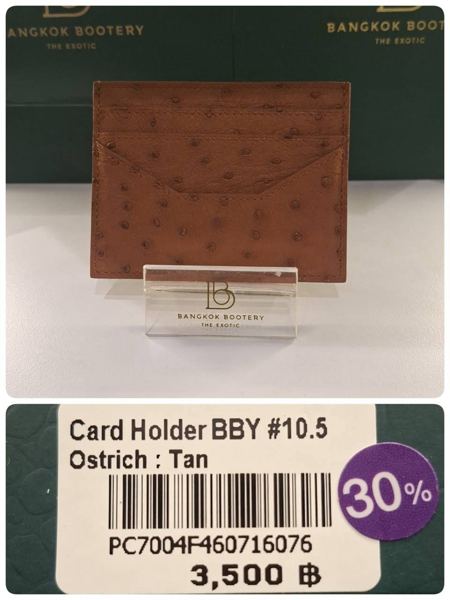 BANGKOK BOOTERY
THE EXOTIC
BANGKOK BOOT
THE EXOTIC
B
BANGKOK BOOTERY
THE EXOTIC
Card Holder BBY #10.5
Ostrich : Tan
PC7004F460716076
3,500 ฿
30%